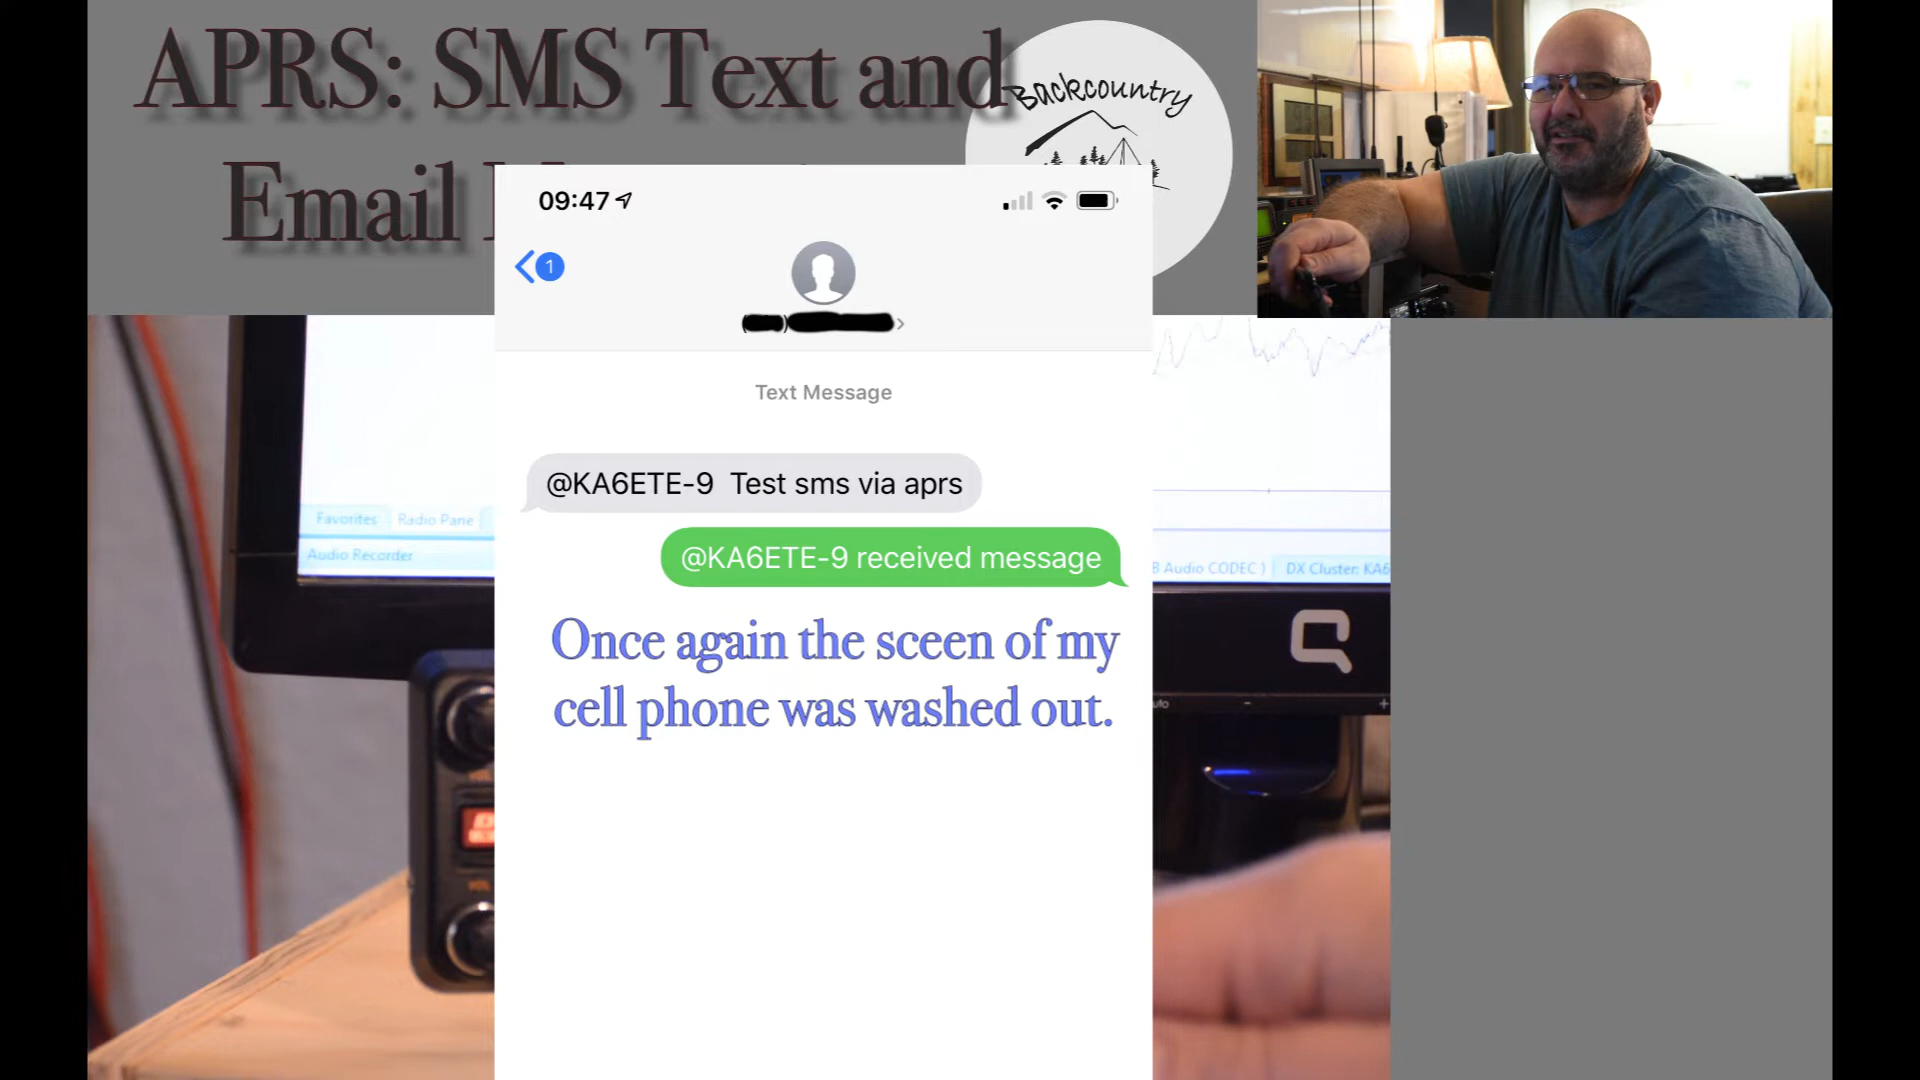 APRS: SMS Text and
Email
Backcountry
09:47
1
Text Message
@KA6ETE-9 Test sms via aprs
@KA6ETE-9 received message
Once again the sceen of my
cell phone was washed out.
Favorites Radio Pane
Audio Recorder
B Audio CODEC ) DX Cluster: KA6
VOL